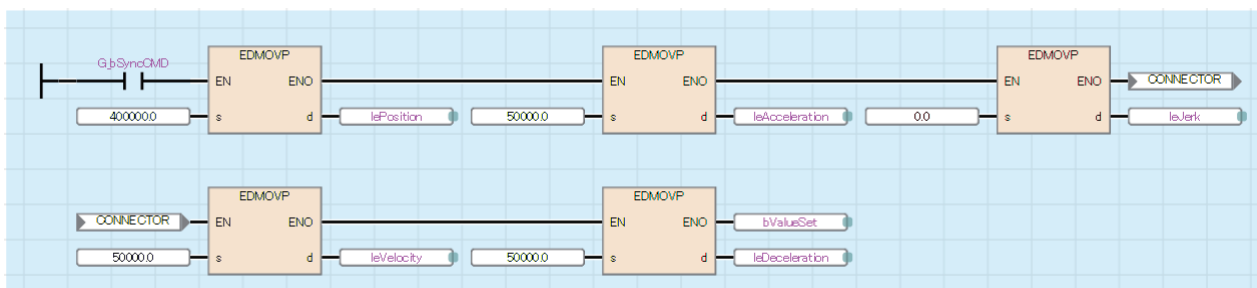 EDMOVP EDMOVP EDMOVP
G_bSyncCMD
EN ENO EN ENO EN ENO CONNECTOR
400000.0 s d lePosition 50000.0 s d leAcceleration 0.0 s d leJerk
EDMOVP EDMOVP
CONNECTOR EN ENO EN ENO bValueSet
50000.0 s d leVelocity 50000.0 s d leDeceleration